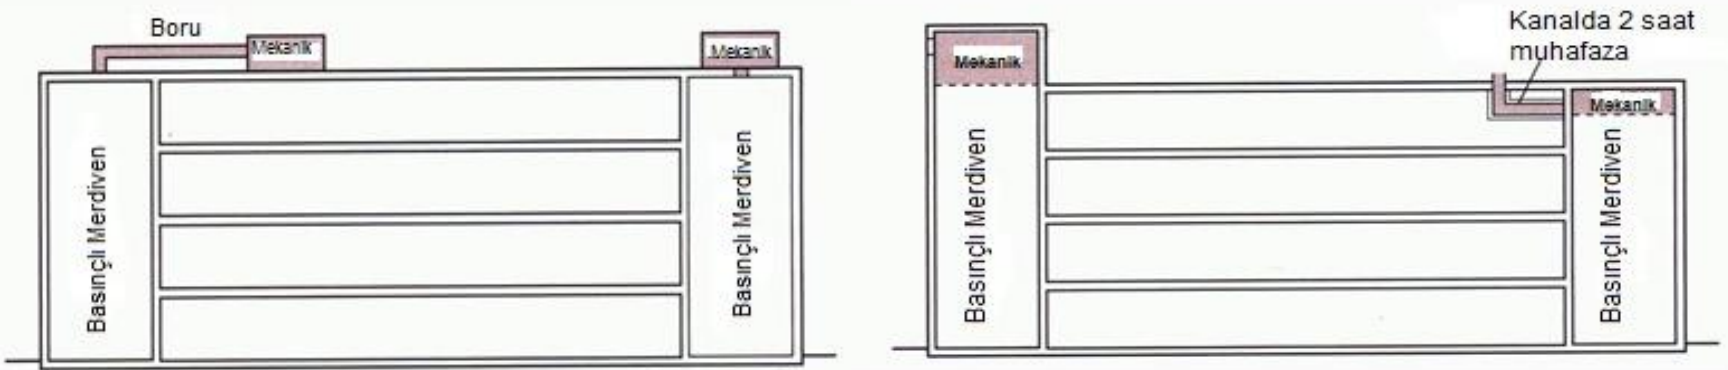 Boru
Mekanik
Mekanik
Basınçlı Merdiven
Basınçlı Merdiven
Kanalda 2 saat
muhafaza
Mekanik
Mekanik
Basınçlı Merdiven
Basınçlı Merdiven